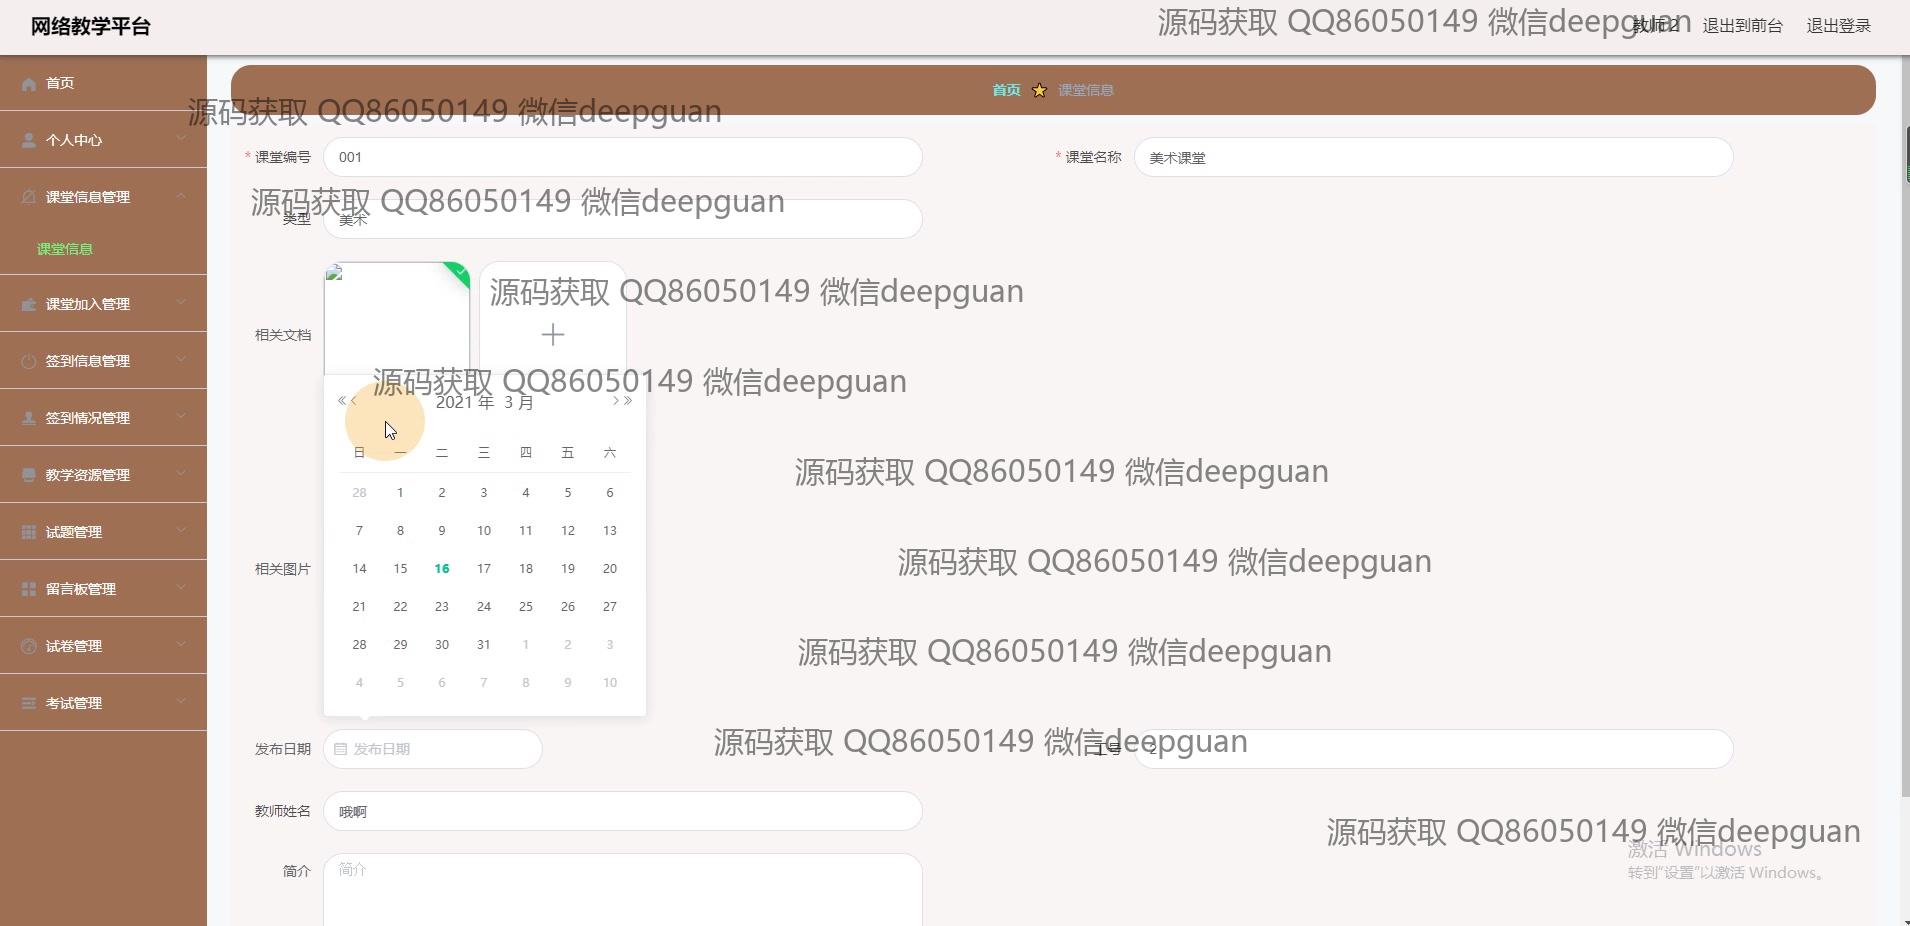 网络教学平台
源码获取 QQ86050149 微信deepguan
教师 2 退出到前台 退出登录
首页
首页 课堂信息
源码获取 QQ86050149 微信deepguan
个人中心
* 课堂编号 001
* 课堂名称 美术课堂
课堂信息管理
源码获取 QQ86050149 微信deepguan
类型 美术
课堂信息
源码获取 QQ86050149 微信deepguan
课堂加入管理
相关文档
签到信息管理
源码获取 QQ86050149 微信deepguan
2021 年 3 月
签到情况管理
日 一 二 三 四 五 六
教学资源管理
源码获取 QQ86050149 微信deepguan
28 1 2 3 4 5 6
试题管理
7 8 9 10 11 12 13
源码获取 QQ86050149 微信deepguan
相关图片
14 15 16 17 18 19 20
留言板管理
21 22 23 24 25 26 27
试卷管理
28 29 30 31 1 2 3
源码获取 QQ86050149 微信deepguan
4 5 6 7 8 9 10
考试管理
源码获取 QQ86050149 微信deepguan
发布日期 发布日期
工号 2
教师姓名 哦啊
源码获取 QQ86050149 微信deepguan
激活 Windows
转到“设置”以激活 Windows。
简介 简介